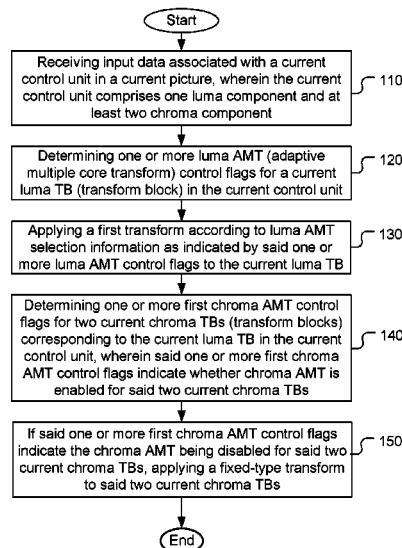 Start
Receiving input data associated with a current
control unit in a current picture, wherein the current
control unit comprises one luma component and at
least two chroma component
110
Determining one or more luma AMT (adaptive
multiple core transform) control flags for a current
luma TB (transform block) in the current control unit
120
Applying a first transform according to luma AMT
selection information as indicated by said one or
more luma AMT control flags to the current luma TB
130
Determining one or more first chroma AMT control
flags for two current chroma TBs (transform blocks)
corresponding to the current luma TB in the current
control unit, wherein said one or more first chroma
AMT control flags indicate whether chroma AMT is
enabled for said two current chroma TBs
140
If said one or more first chroma AMT control flags
indicate the chroma AMT being disabled for said two
current chroma TBs, applying a fixed-type transform
to said two current chroma TBs
150
End